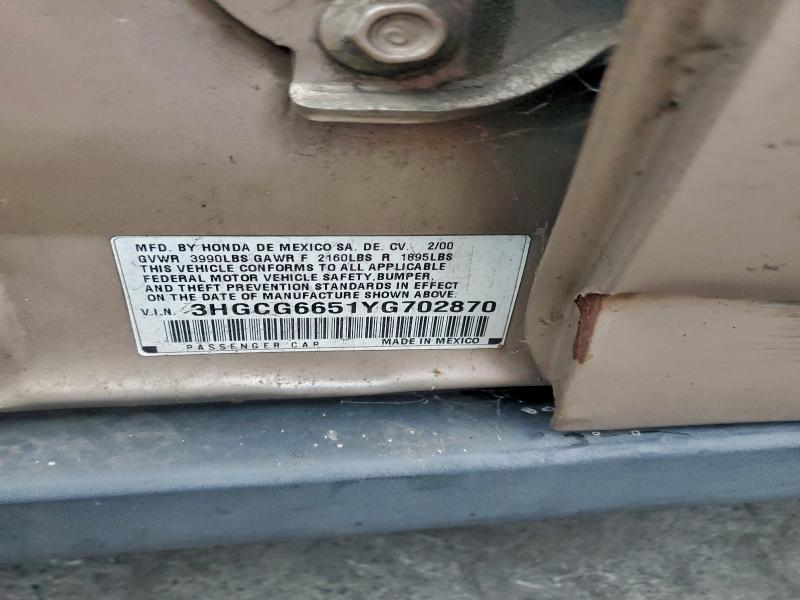 MFD. BY HONDA DE MEXICO SA. DE. CV. 2/00
GVWR 3990LBS GAWR F 2160LBS R 1895LBS
THIS VEHICLE CONFORMS TO ALL APPLICABLE
FEDERAL MOTOR VEHICLE SAFETY,BUMPER,
AND THEFT PREVENTION STANDARDS IN EFFECT
ON THE DATE OF MANUFACTURE SHOWN ABOVE:
V.I.N. 3HGCG6651YG702870
PASSENGER CAR MADE IN MEXICO